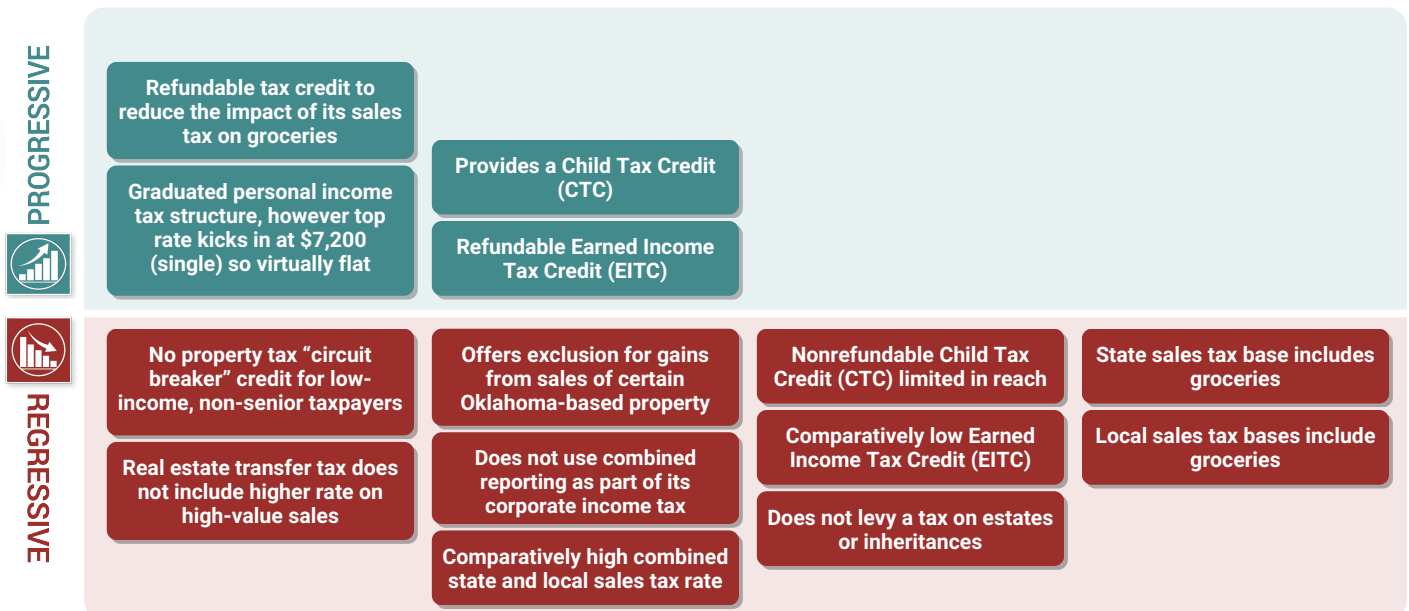 PROGRESSIVE
Refundable tax credit to
reduce the impact of its sales
tax on groceries
Graduated personal income
tax structure, however top
rate kicks in at $7,200
(single) so virtually flat
Provides a Child Tax Credit
(CTC)
Refundable Earned Income
Tax Credit (EITC)
REGRESSIVE
No property tax “circuit
breaker” credit for low-
income, non-senior taxpayers
Real estate transfer tax does
not include higher rate on
high-value sales
Offers exclusion for gains
from sales of certain
Oklahoma-based property
Does not use combined
reporting as part of its
corporate income tax
Comparatively high combined
state and local sales tax rate
Nonrefundable Child Tax
Credit (CTC) limited in reach
Comparatively low Earned
Income Tax Credit (EITC)
Does not levy a tax on estates
or inheritances
State sales tax base includes
groceries
Local sales tax bases include
groceries